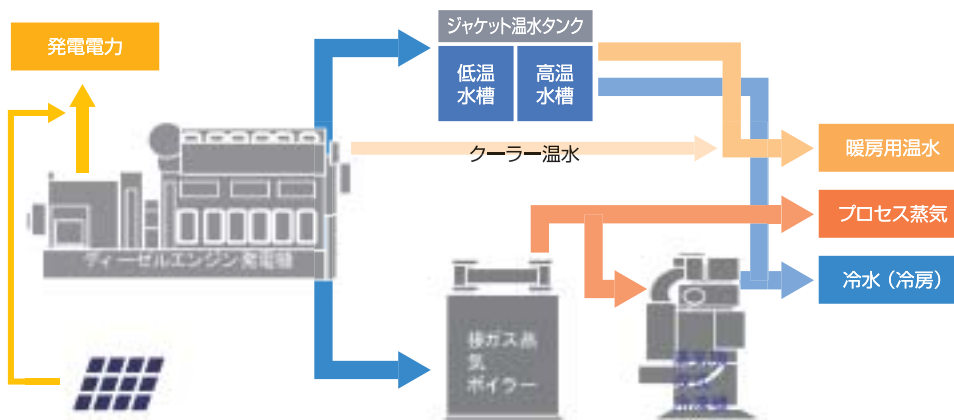 発電電力
ジャケット温水タンク
低温
水槽
高温
水槽
クーラー温水
暖房用温水
プロセス蒸気
冷水(冷房)
ディーゼルエンジン発電機
ガス蒸
気
ボイラー